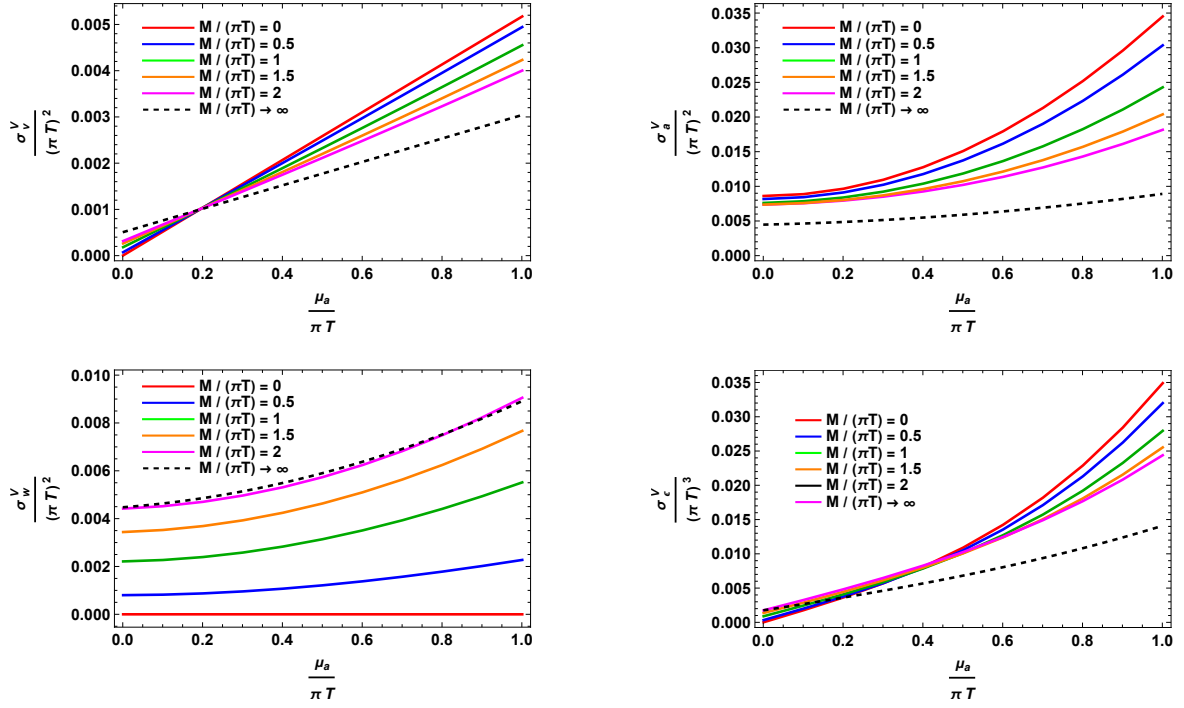 σ_v^V / (π T)^2
0.005
0.004
0.003
0.002
0.001
0.000
M / (πT) = 0
M / (πT) = 0.5
M / (πT) = 1
M / (πT) = 1.5
M / (πT) = 2
M / (πT) → ∞
0.0 0.2 0.4 0.6 0.8 1.0
μ_a / π T
σ_a^V / (π T)^2
0.035
0.030
0.025
0.020
0.015
0.010
0.005
0.000
M / (πT) = 0
M / (πT) = 0.5
M / (πT) = 1
M / (πT) = 1.5
M / (πT) = 2
M / (πT) → ∞
0.0 0.2 0.4 0.6 0.8 1.0
μ_a / π T
σ_w^V / (π T)^2
0.010
0.008
0.006
0.004
0.002
0.000
M / (πT) = 0
M / (πT) = 0.5
M / (πT) = 1
M / (πT) = 1.5
M / (πT) = 2
M / (πT) → ∞
0.0 0.2 0.4 0.6 0.8 1.0
μ_a / π T
σ_ϵ^V / (π T)^3
0.035
0.030
0.025
0.020
0.015
0.010
0.005
0.000
M / (πT) = 0
M / (πT) = 0.5
M / (πT) = 1
M / (πT) = 1.5
M / (πT) = 2
M / (πT) → ∞
0.0 0.2 0.4 0.6 0.8 1.0
μ_a / π T